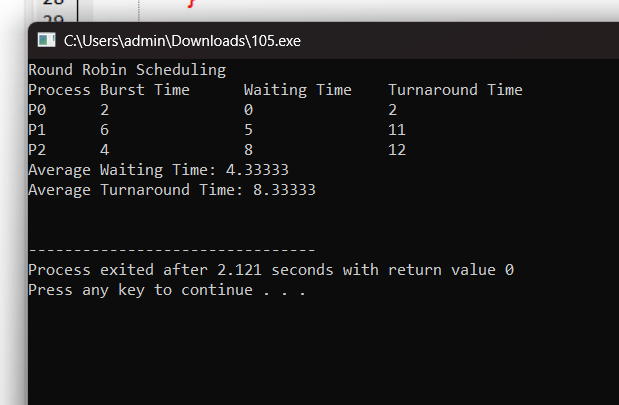 28
29
}
C:\Users\admin\Downloads\105.exe
Round Robin Scheduling
Process Burst Time      Waiting Time    Turnaround Time
P0      2               0               2
P1      6               5               11
P2      4               8               12
Average Waiting Time: 4.33333
Average Turnaround Time: 8.33333
--------------------------------
Process exited after 2.121 seconds with return value 0
Press any key to continue . . .